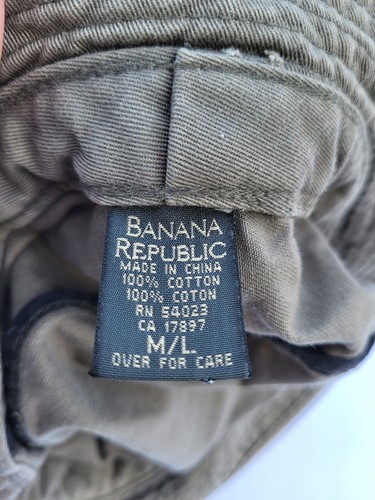 BANANA
REPUBLIC
MADE IN CHINA
100% COTTON
100% COTON
RN 54023
CA 17897
M/L
OVER FOR CARE